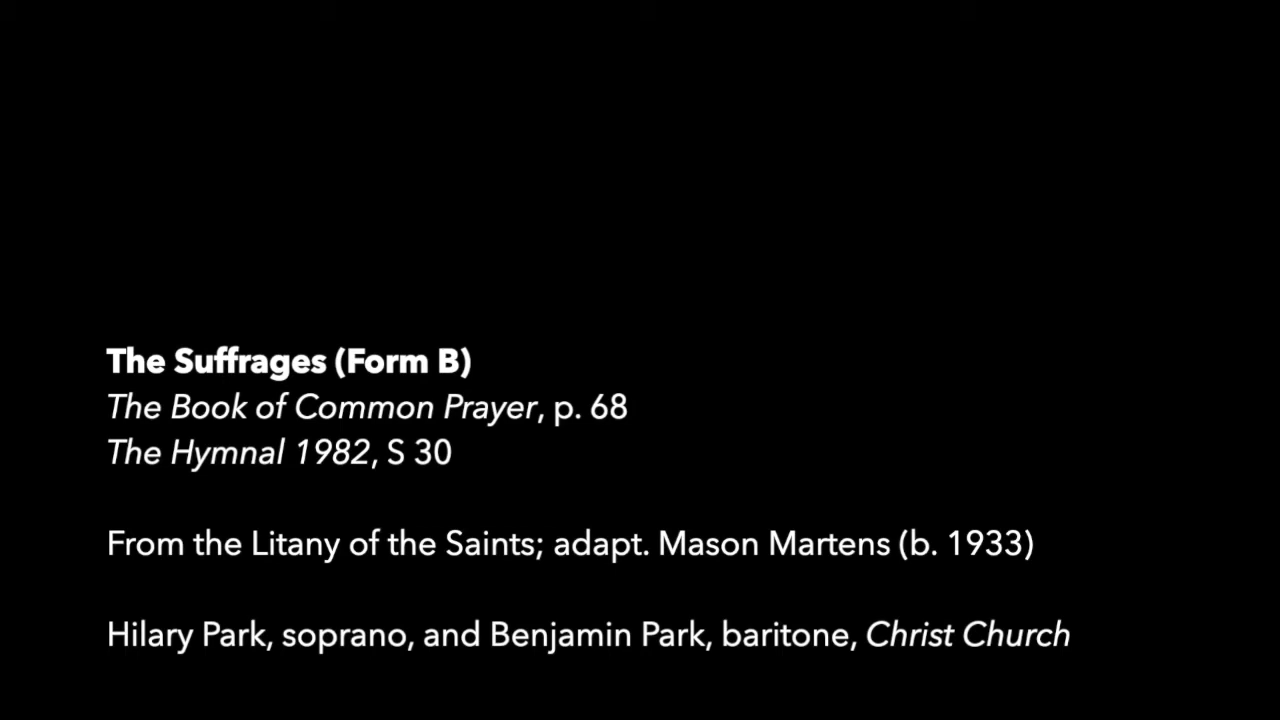 The Suffrages (Form B)
The Book of Common Prayer, p. 68
The Hymnal 1982, S 30
From the Litany of the Saints; adapt. Mason Martens (b. 1933)
Hilary Park, soprano, and Benjamin Park, baritone, Christ Church